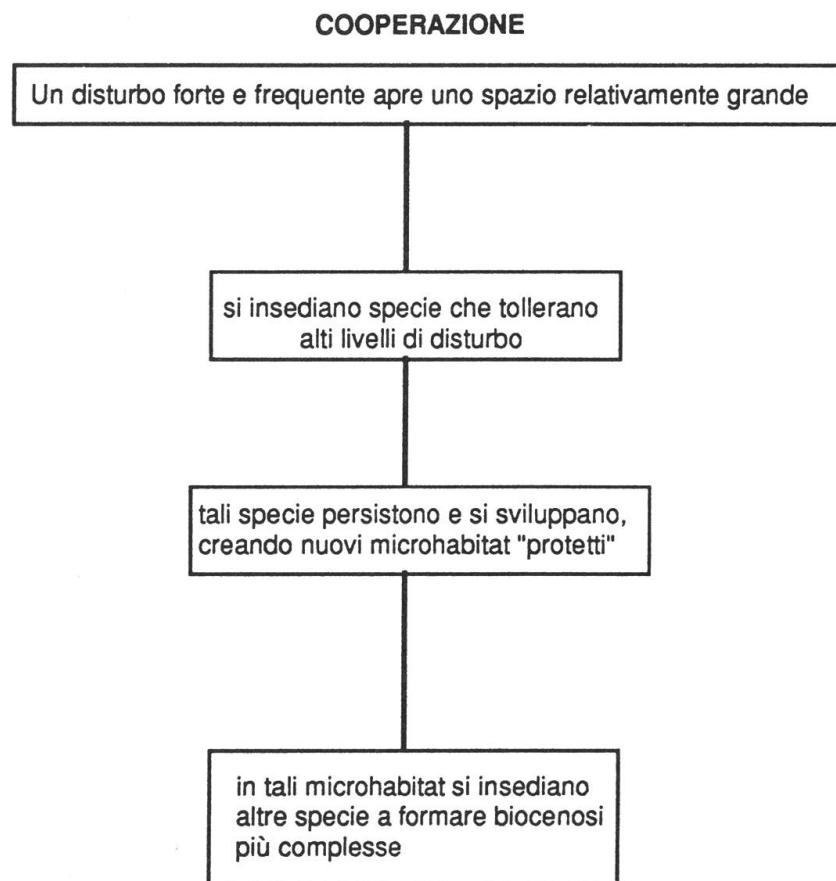 COOPERAZIONE
Un disturbo forte e frequente apre uno spazio relativamente grande
si insediano specie che tollerano
alti livelli di disturbo
tali specie persistono e si sviluppano,
creando nuovi microhabitat "protetti"
in tali microhabitat si insediano
altre specie a formare biocenosi
più complesse